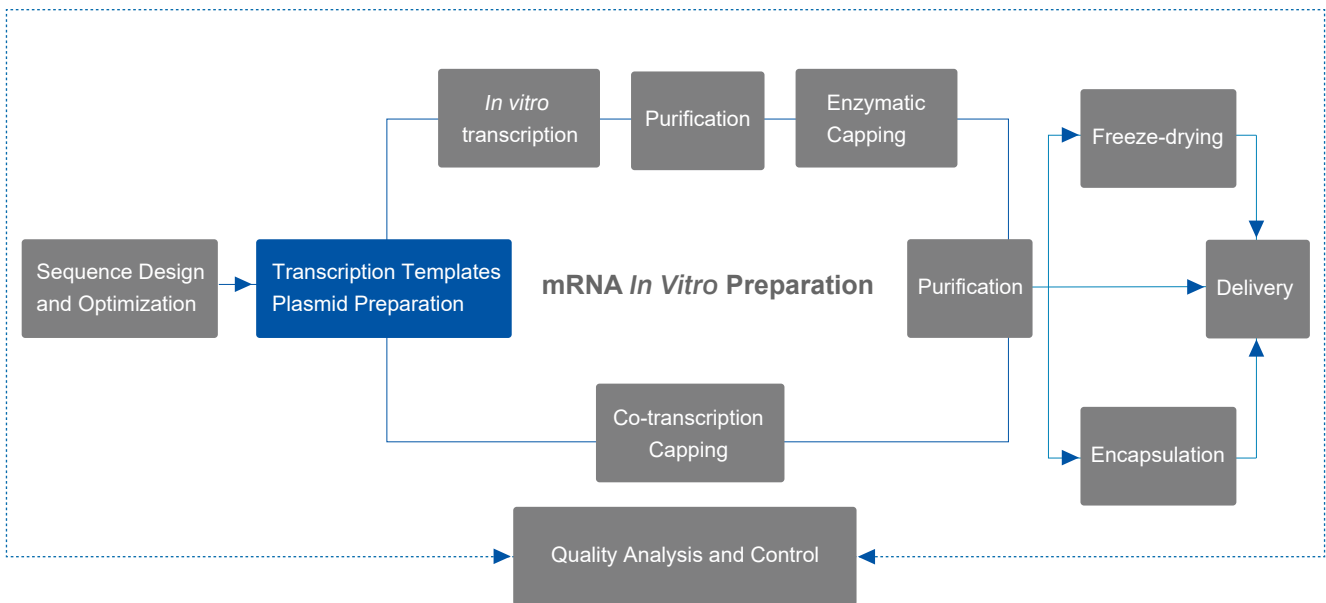 In vitro
transcription
Purification
Enzymatic
Capping
Freeze-drying
Sequence Design
and Optimization
Transcription Templates
Plasmid Preparation
mRNA In Vitro Preparation
Purification
Delivery
Co-transcription
Capping
Encapsulation
Quality Analysis and Control